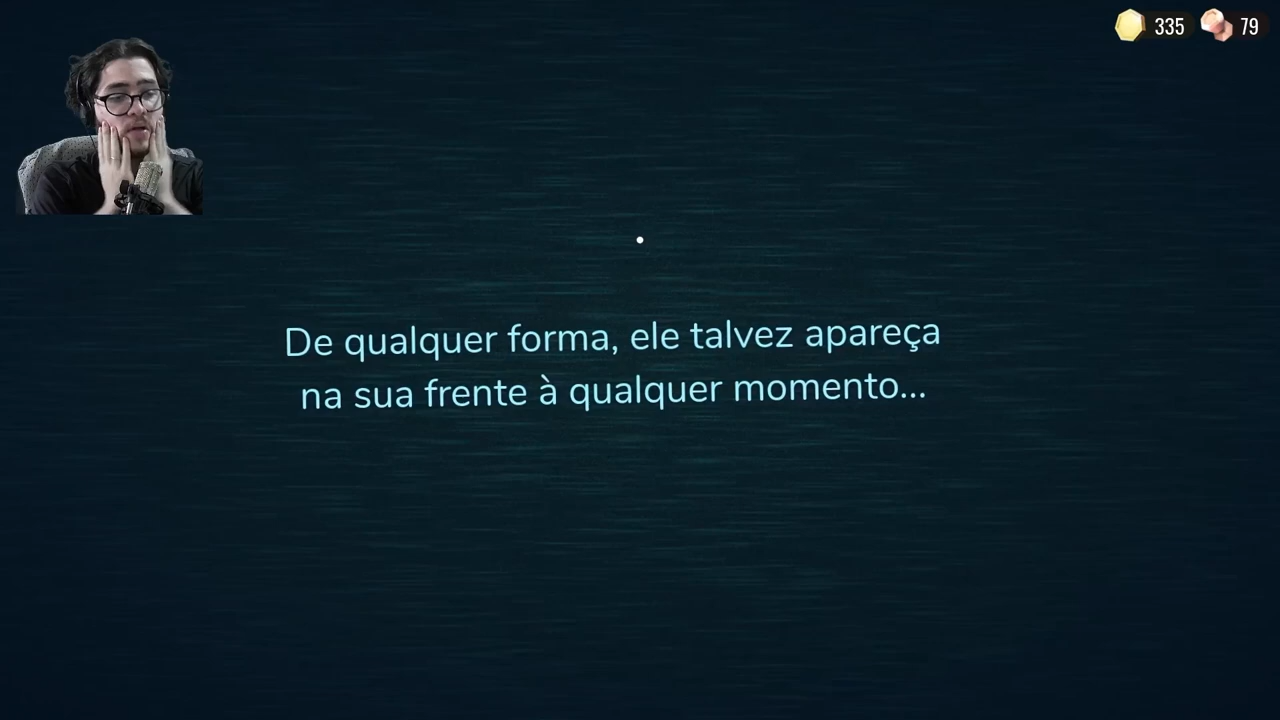 335 79
De qualquer forma, ele talvez apareça
na sua frente à qualquer momento...